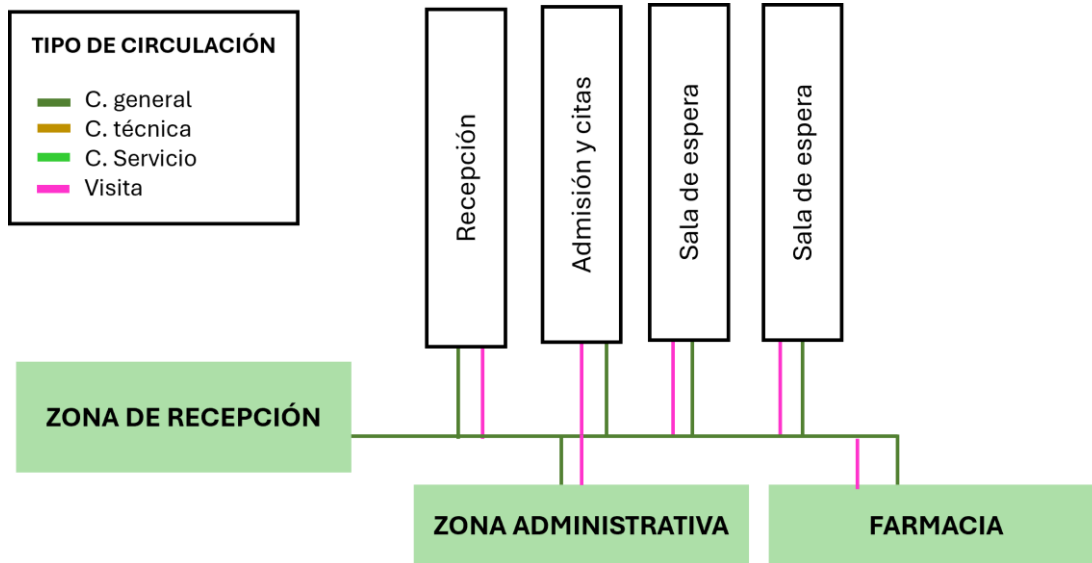 TIPO DE CIRCULACIÓN
C. general
C. técnica
C. Servicio
Visita
Recepción
Admisión y citas
Sala de espera
Sala de espera
ZONA DE RECEPCIÓN
ZONA ADMINISTRATIVA
FARMACIA